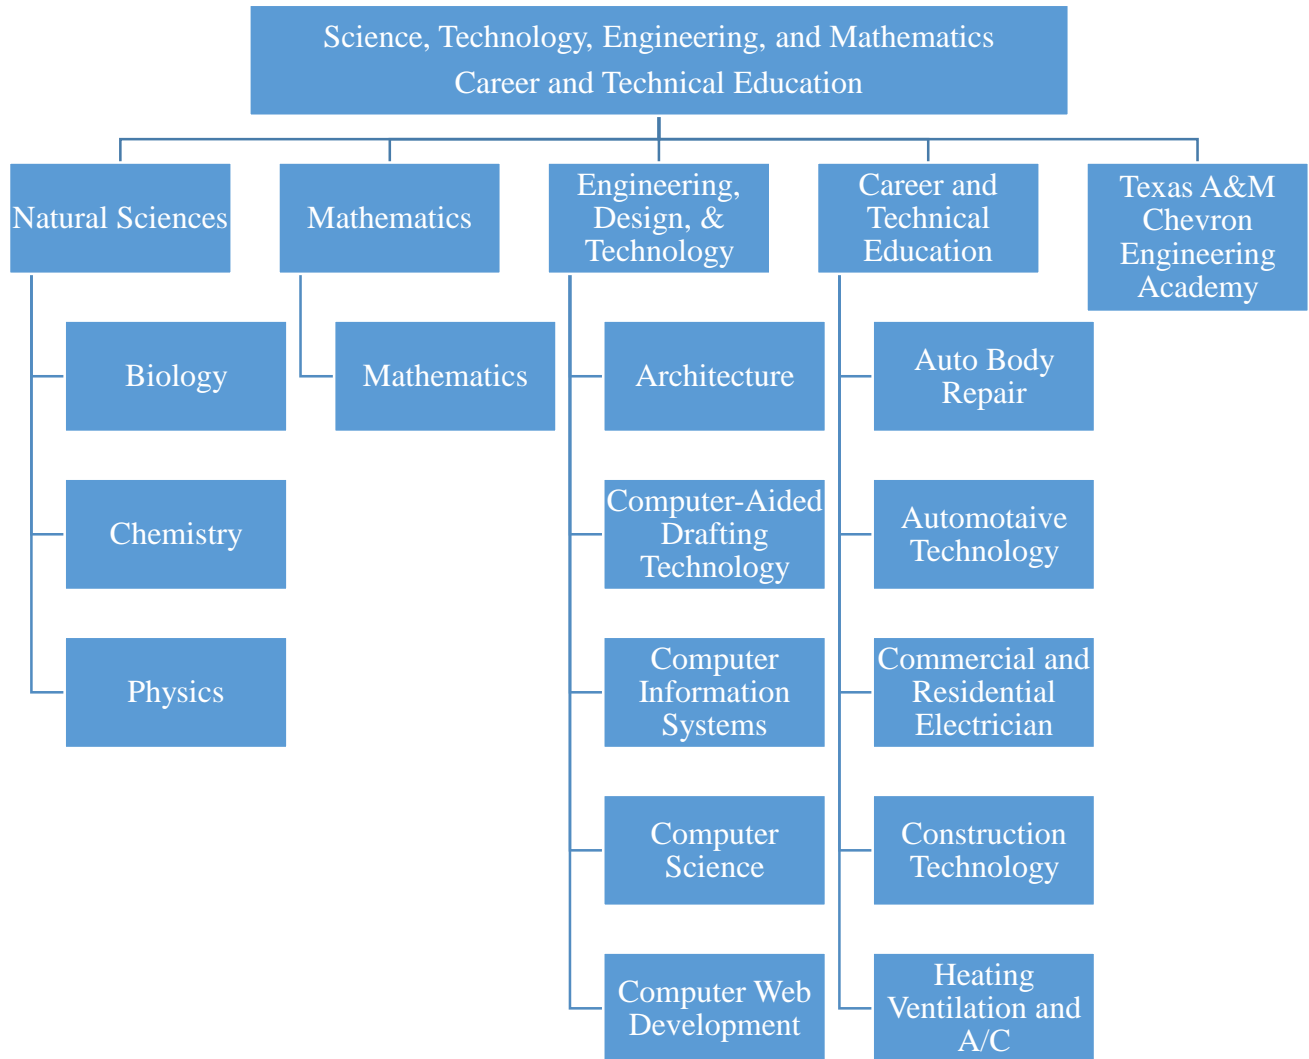 Science, Technology, Engineering, and Mathematics
Career and Technical Education
Natural Sciences
Mathematics
Engineering,
Design, &
Technology
Career and
Technical
Education
Texas A&M
Chevron
Engineering
Academy
Biology
Chemistry
Physics
Mathematics
Architecture
Computer-Aided
Drafting
Technology
Computer
Information
Systems
Computer
Science
Computer Web
Development
Auto Body
Repair
Automotaive
Technology
Commercial and
Residential
Electrician
Construction
Technology
Heating
Ventilation and
A/C